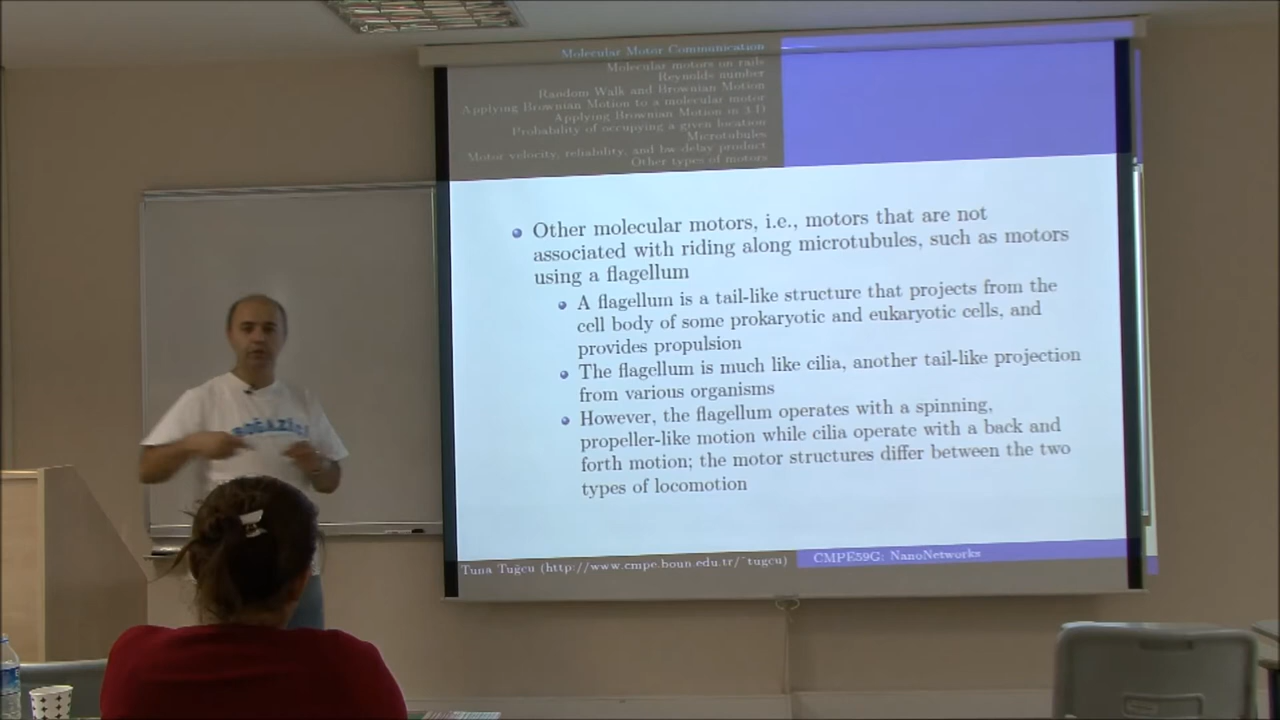 Molecular Motor Communication
Molecular motors on rails
Reynolds number
Random Walk and Brownian Motion
Applying Brownian Motion to a molecular motor
Applying Brownian Motion in 3-D
Probability of occupying a given location
Microtubules
Motor velocity, reliability, and bw-delay product
Other types of motors
Other molecular motors, i.e., motors that are not
associated with riding along microtubules, such as motors
using a flagellum
A flagellum is a tail-like structure that projects from the
cell body of some prokaryotic and eukaryotic cells, and
provides propulsion
The flagellum is much like cilia, another tail-like projection
from various organisms
However, the flagellum operates with a spinning,
propeller-like motion while cilia operate with a back and
forth motion; the motor structures differ between the two
types of locomotion
Tuna Tuğcu (http://www.cmpe.boun.edu.tr/~tugcu)
CMPE59G: NanoNetworks